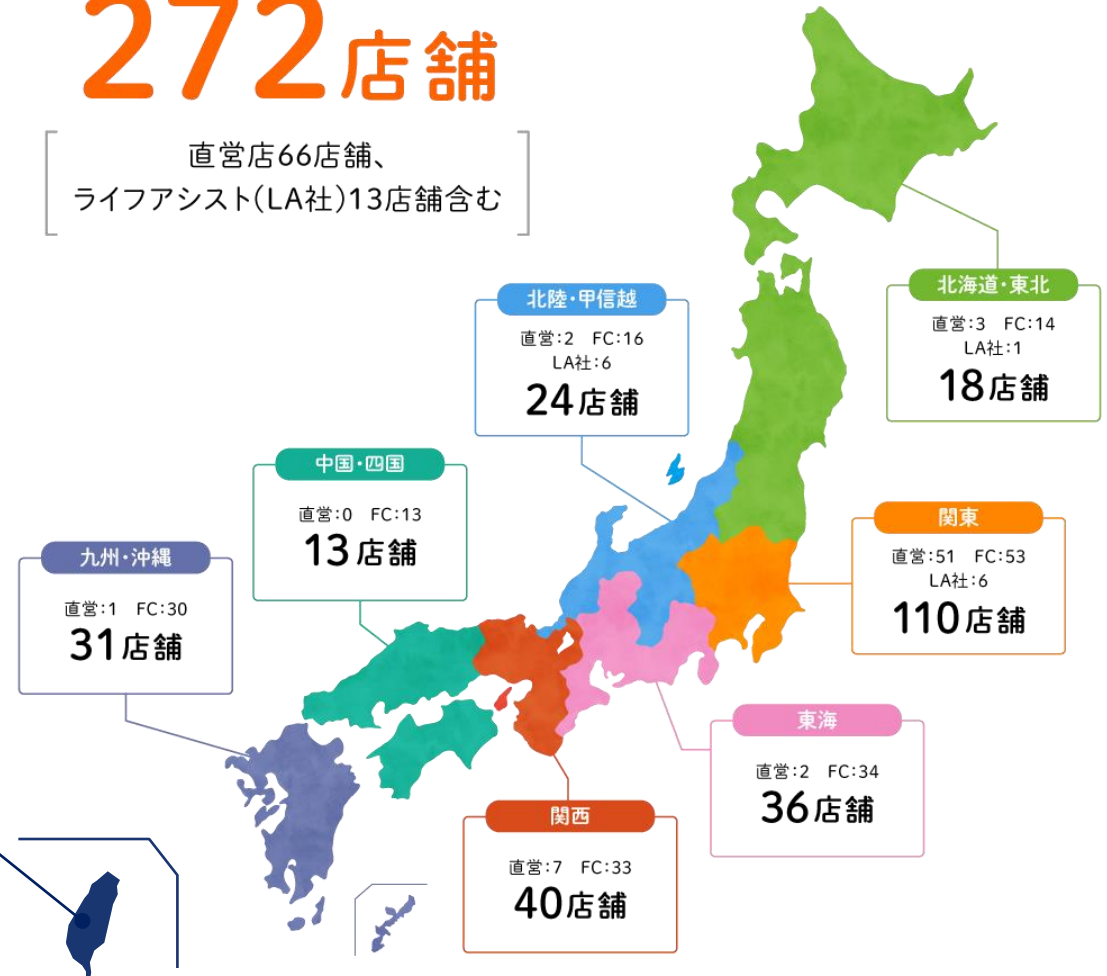 272店舗
直営店66店舗、
ライフアシスト(LA社)13店舗含む
北海道・東北
直営:3 FC:14
LA社:1
18店舗
北陸・甲信越
直営:2 FC:16
LA社:6
24店舗
中国・四国
直営:0 FC:13
13店舗
関東
直営:51 FC:53
LA社:6
110店舗
九州・沖縄
直営:1 FC:30
31店舗
東海
直営:2 FC:34
36店舗
関西
直営:7 FC:33
40店舗